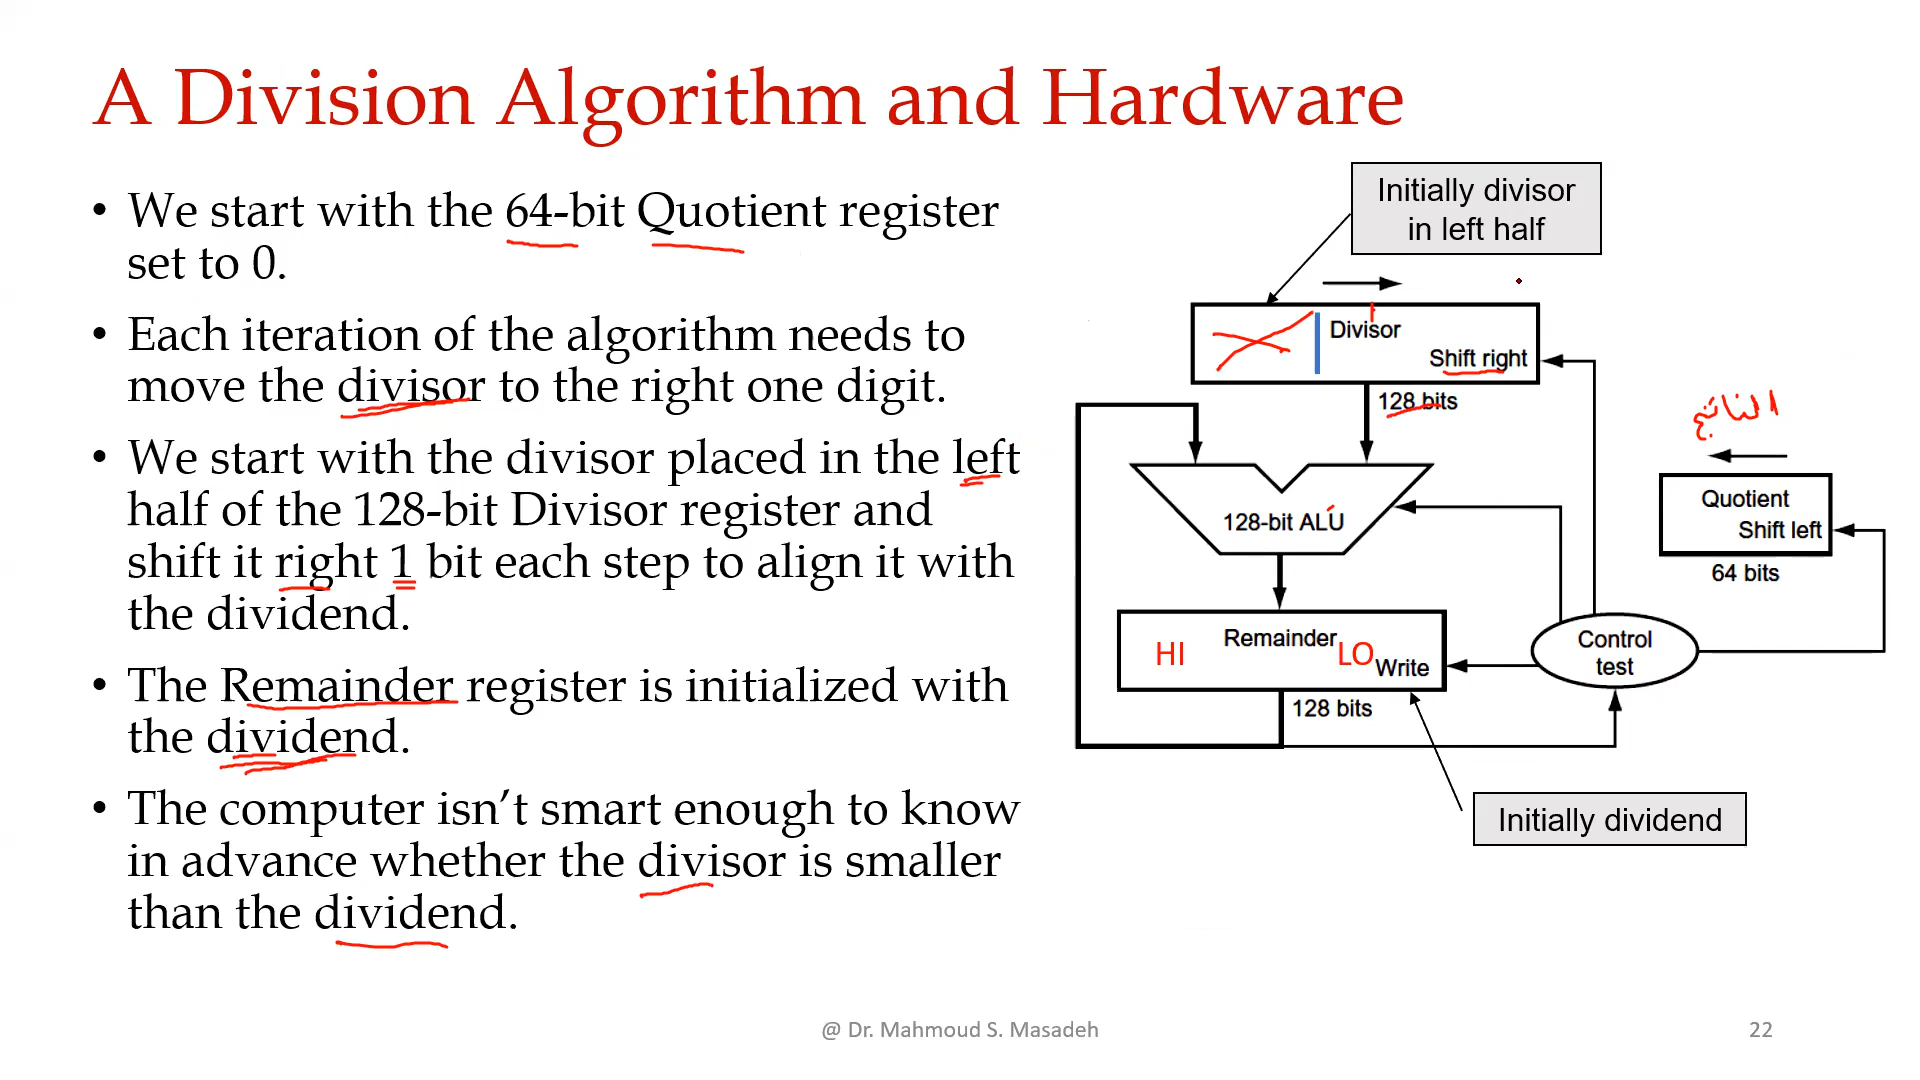 A Division Algorithm and Hardware
• We start with the 64-bit Quotient register
set to 0.
• Each iteration of the algorithm needs to
move the divisor to the right one digit.
• We start with the divisor placed in the left
half of the 128-bit Divisor register and
shift it right 1 bit each step to align it with
the dividend.
• The Remainder register is initialized with
the dividend.
• The computer isn’t smart enough to know
in advance whether the divisor is smaller
than the dividend.
Initially divisor
in left half
Divisor
Shift right
128 bits
128-bit ALU
الناتج
Quotient
Shift left
64 bits
HI Remainder LO Write
128 bits
Control
test
Initially dividend
@ Dr. Mahmoud S. Masadeh
22